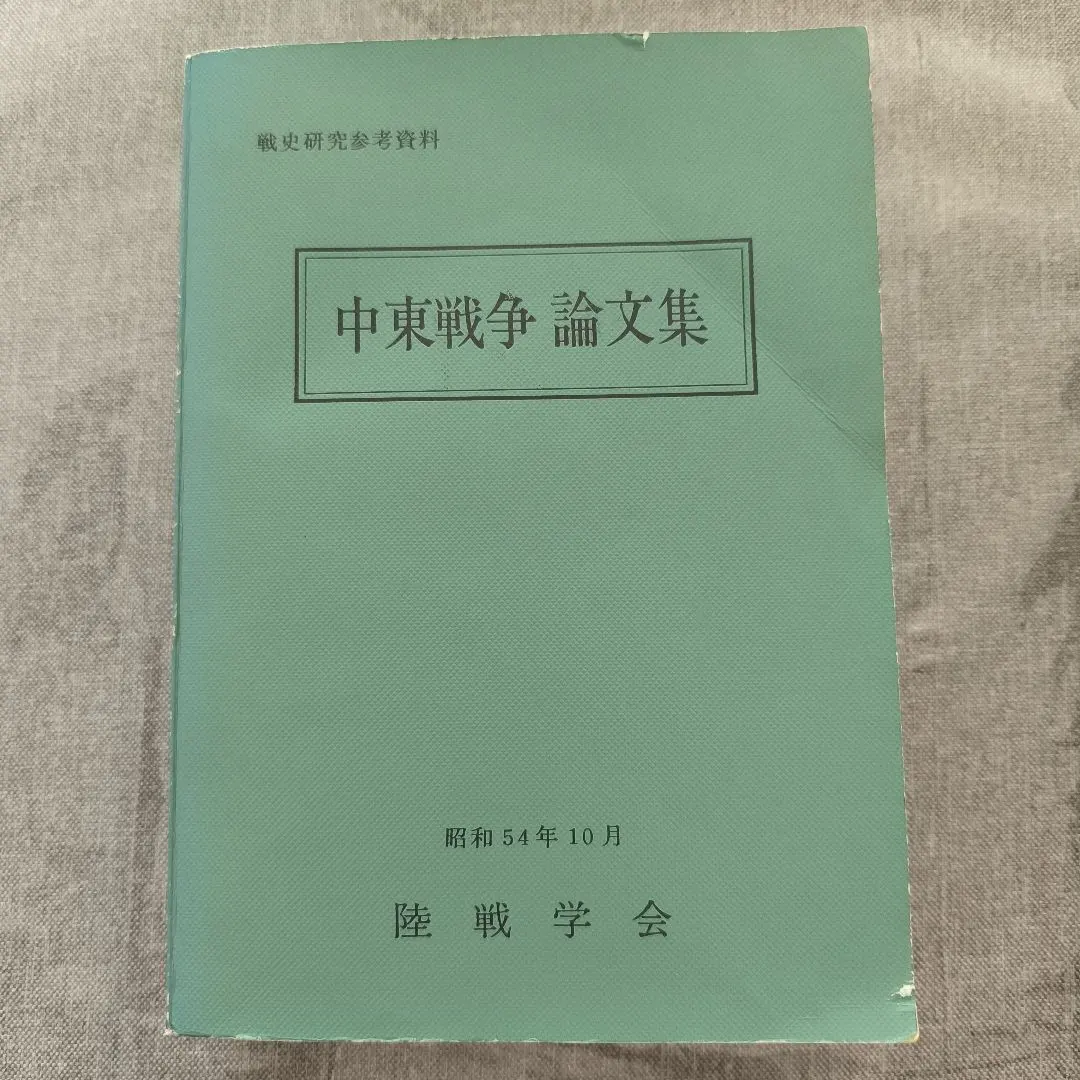 戦史研究参考資料
中東戦争 論文集
昭和54年10月
陸戦学会